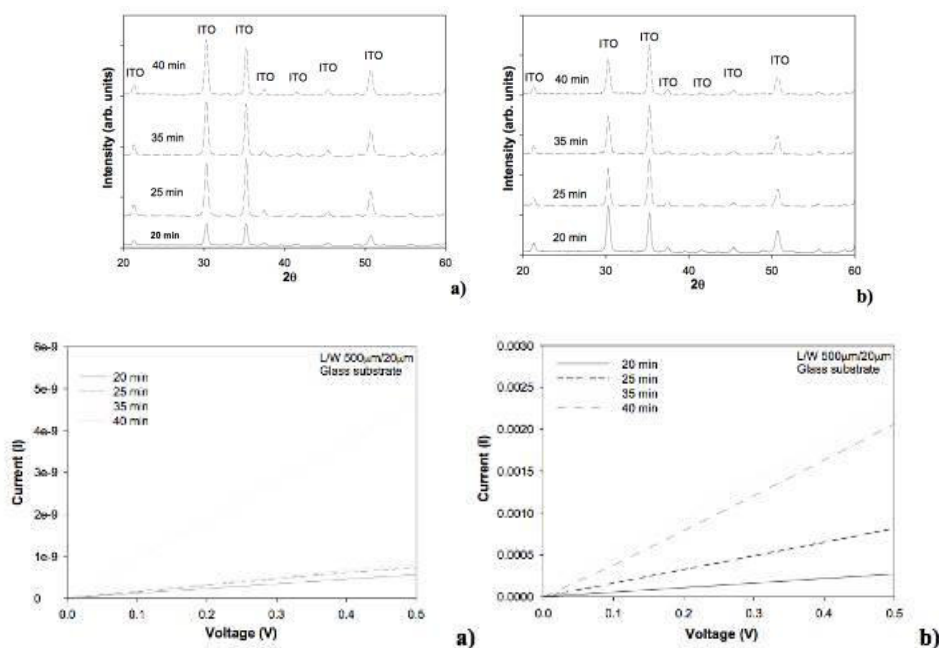 ITO ITO
ITO 40 min ITO ITO ITO ITO
35 min
25 min
20 min
Intensity (arb. units)
20 30 40 50 60
2θ
a)
ITO ITO
ITO 40 min ITO ITO ITO ITO
35 min
25 min
20 min
Intensity (arb. units)
20 30 40 50 60
2θ
b)
6e-9
5e-9
4e-9
3e-9
2e-9
1e-9
0
Current (I)
20 min
25 min
35 min
40 min
L/W 500μm/20μm
Glass substrate
0.0 0.1 0.2 0.3 0.4 0.5
Voltage (V)
a)
0.0030
0.0025
0.0020
0.0015
0.0010
0.0005
0.0000
Current (I)
20 min
25 min
35 min
40 min
L/W 500μm/20μm
Glass substrate
0.0 0.1 0.2 0.3 0.4 0.5
Voltage (V)
b)